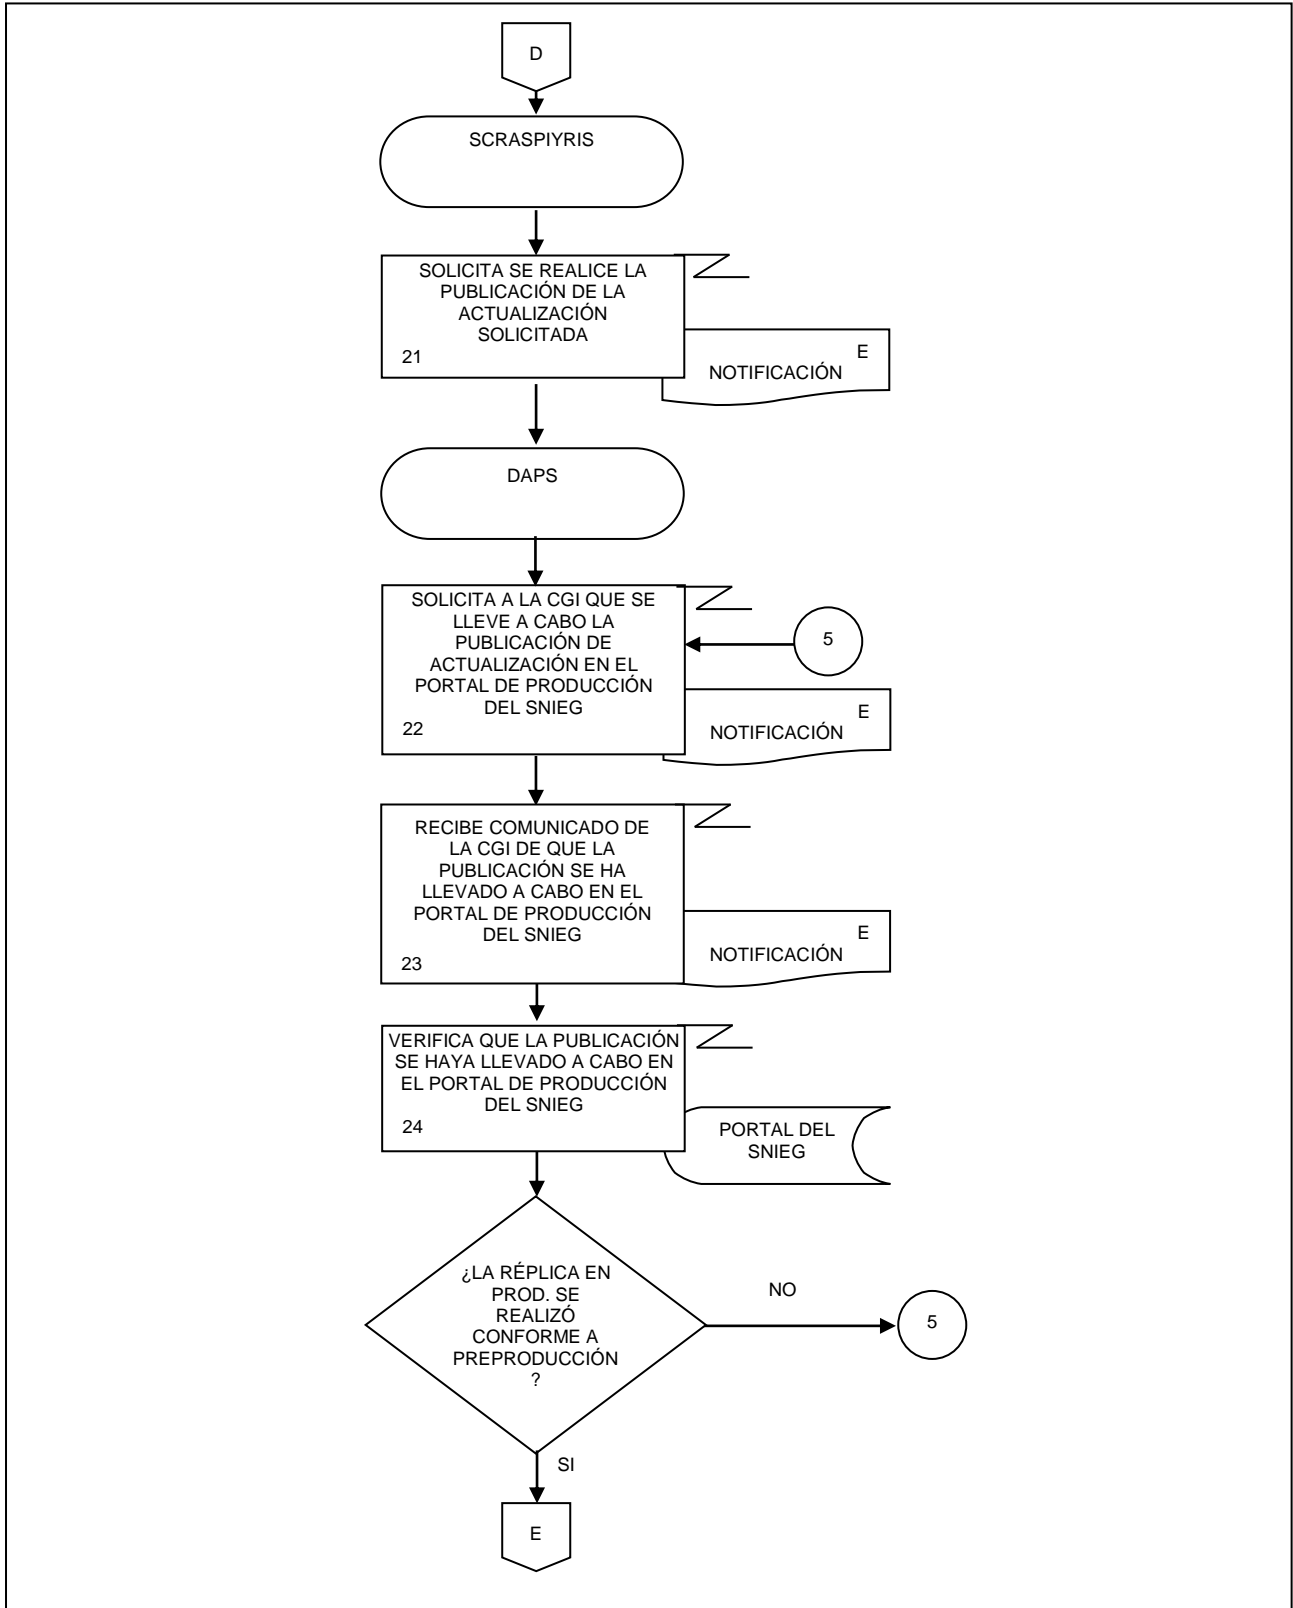 D
SCRASPIYRIS
SOLICITA SE REALICE LA
PUBLICACIÓN DE LA
ACTUALIZACIÓN
SOLICITADA
21
E
NOTIFICACIÓN
DAPS
SOLICITA A LA CGI QUE SE
LLEVE A CABO LA
PUBLICACIÓN DE
ACTUALIZACIÓN EN EL
PORTAL DE PRODUCCIÓN
DEL SNIEG
22
5
E
NOTIFICACIÓN
RECIBE COMUNICADO DE
LA CGI DE QUE LA
PUBLICACIÓN SE HA
LLEVADO A CABO EN EL
PORTAL DE PRODUCCIÓN
DEL SNIEG
23
E
NOTIFICACIÓN
VERIFICA QUE LA PUBLICACIÓN
SE HAYA LLEVADO A CABO EN
EL PORTAL DE PRODUCCIÓN
DEL SNIEG
24
PORTAL DEL
SNIEG
¿LA RÉPLICA EN
PROD. SE
REALIZÓ
CONFORME A
PREPRODUCCIÓN
?
NO
5
SI
E